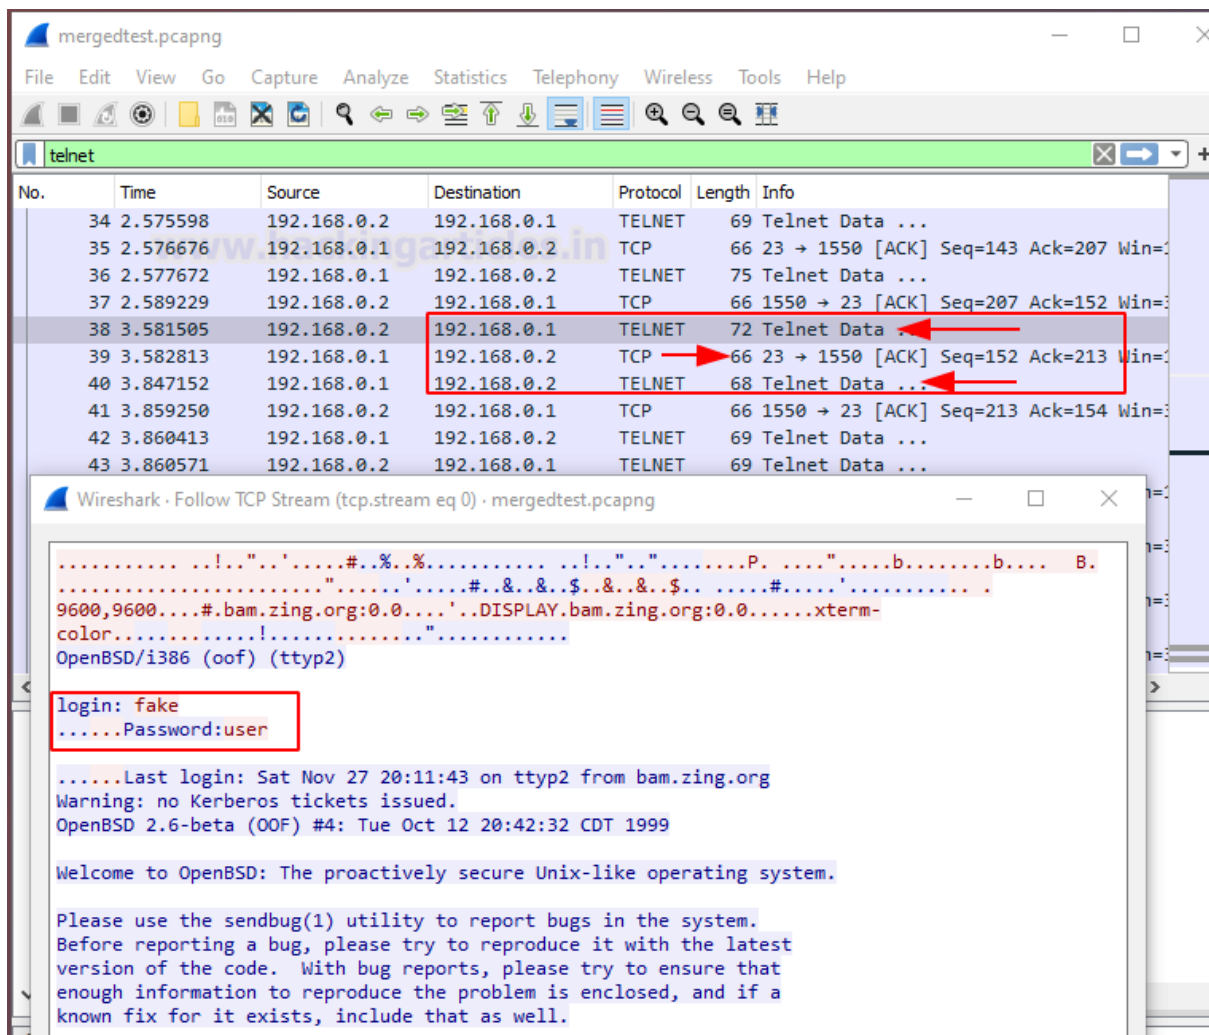 mergedtest.pcapng
File Edit View Go Capture Analyze Statistics Telephony Wireless Tools Help
telnet
No. Time Source Destination Protocol Length Info
34 2.575598 192.168.0.2 192.168.0.1 TELNET 69 Telnet Data ...
www.hackingarticles.in
35 2.576676 192.168.0.1 192.168.0.2 TCP 66 23 → 1550 [ACK] Seq=143 Ack=207 Win=1
36 2.577672 192.168.0.1 192.168.0.2 TELNET 75 Telnet Data ...
37 2.589229 192.168.0.2 192.168.0.1 TCP 66 1550 → 23 [ACK] Seq=207 Ack=152 Win=3
38 3.581505 192.168.0.2 192.168.0.1 TELNET 72 Telnet Data ...
39 3.582813 192.168.0.1 192.168.0.2 TCP 66 23 → 1550 [ACK] Seq=152 Ack=213 Win=1
40 3.847152 192.168.0.1 192.168.0.2 TELNET 68 Telnet Data ...
41 3.859250 192.168.0.2 192.168.0.1 TCP 66 1550 → 23 [ACK] Seq=213 Ack=154 Win=3
42 3.860413 192.168.0.1 192.168.0.2 TELNET 69 Telnet Data ...
43 3.860571 192.168.0.2 192.168.0.1 TELNET 69 Telnet Data ...
Wireshark · Follow TCP Stream (tcp.stream eq 0) · mergedtest.pcapng
........... ..!.."..'.....#..%..%........... ..!..".."........P. ....".....b........b.... B.
........................"......'.....#..&..&..$..&..&..$.. .....#.....'........... .
9600,9600....#.bam.zing.org:0.0....'..DISPLAY.bam.zing.org:0.0......xterm-
color.............!.............."............
OpenBSD/i386 (oof) (ttyp2)
login: fake
......Password:user
......Last login: Sat Nov 27 20:11:43 on ttyp2 from bam.zing.org
Warning: no Kerberos tickets issued.
OpenBSD 2.6-beta (OOF) #4: Tue Oct 12 20:42:32 CDT 1999
Welcome to OpenBSD: The proactively secure Unix-like operating system.
Please use the sendbug(1) utility to report bugs in the system.
Before reporting a bug, please try to reproduce it with the latest
version of the code.  With bug reports, please try to ensure that
enough information to reproduce the problem is enclosed, and if a
known fix for it exists, include that as well.